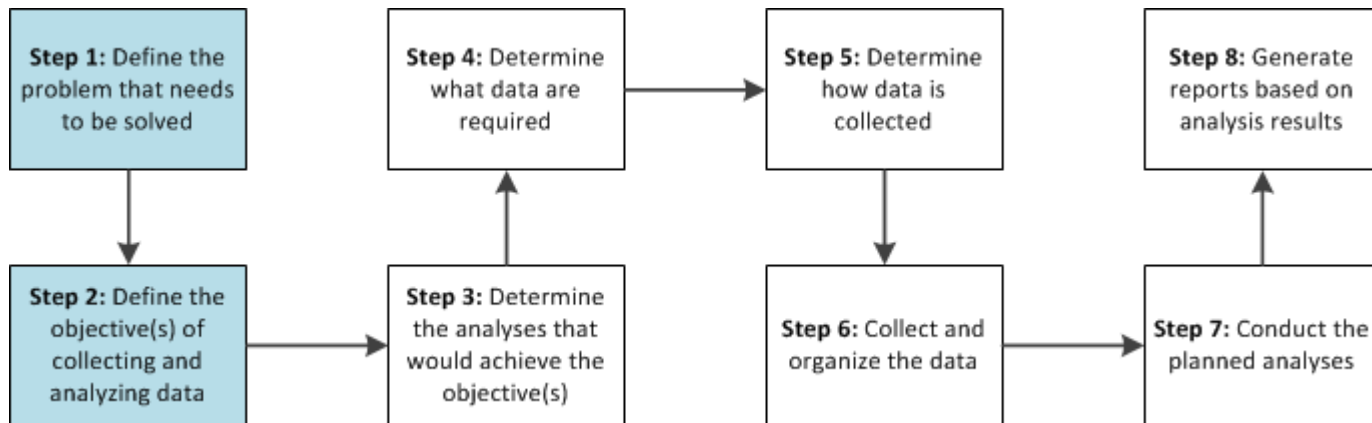 Step 1: Define the
problem that needs
to be solved
Step 2: Define the
objective(s) of
collecting and
analyzing data
Step 3: Determine
the analyses that
would achieve the
objective(s)
Step 4: Determine
what data are
required
Step 5: Determine
how data is
collected
Step 6: Collect and
organize the data
Step 7: Conduct the
planned analyses
Step 8: Generate
reports based on
analysis results